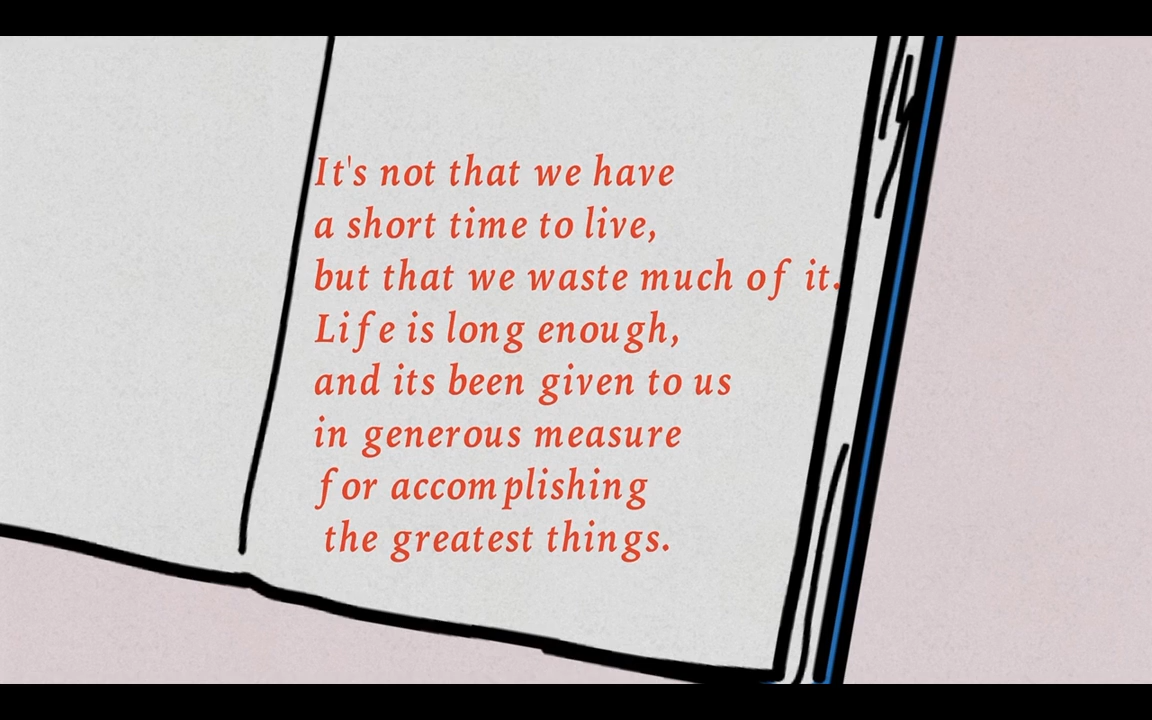 It's not that we have
a short time to live,
but that we waste much of it.
Life is long enough,
and its been given to us
in generous measure
for accomplishing
the greatest things.